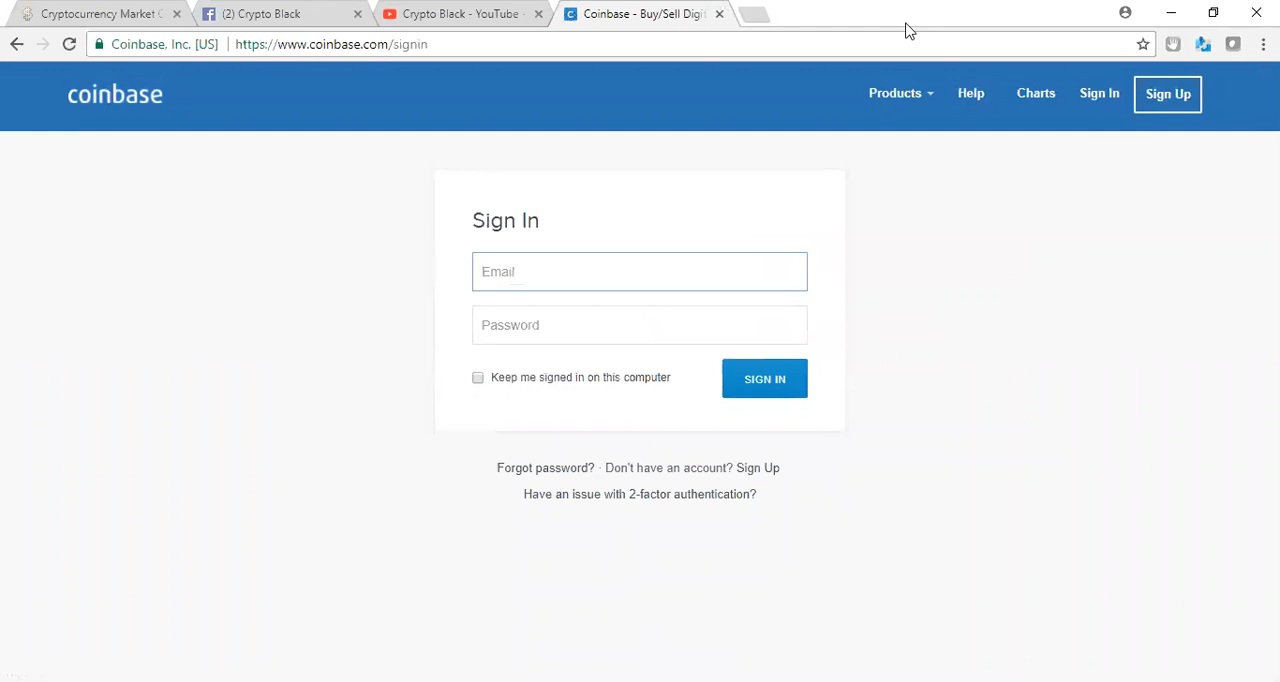 Cryptocurrency Market C
(2) Crypto Black
Crypto Black - YouTube -
Coinbase - Buy/Sell Digit
Coinbase, Inc. [US]
https://www.coinbase.com/signin
coinbase
Products
Help
Charts
Sign In
Sign Up
Sign In
Email
Password
Keep me signed in on this computer
SIGN IN
Forgot password? · Don't have an account? Sign Up
Have an issue with 2-factor authentication?